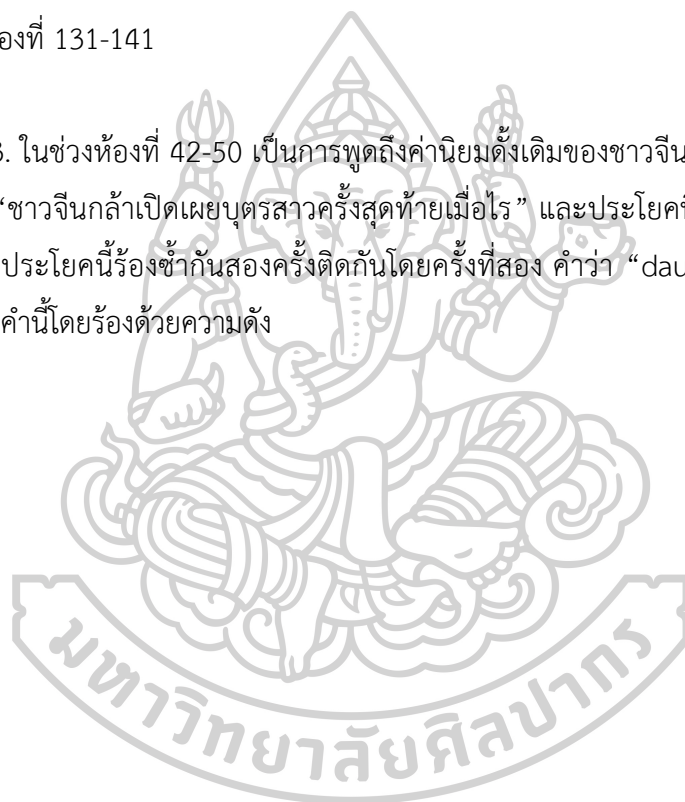 องที่ 131-141
3. ในช่วงห้องที่ 42-50 เป็นการพูดถึงค่านิยมดั้งเดิมของชาวจีน
“ชาวจีนกล้าเปิดเผยบุตรสาวครั้งสุดท้ายเมื่อไร” และประโยคนี้
ประโยคนี้ร้องซ้ำกันสองครั้งติดกันโดยครั้งที่สอง คำว่า “dau
คำนี้โดยร้องด้วยความดัง
มหาวิทยาลัยศิลปากร